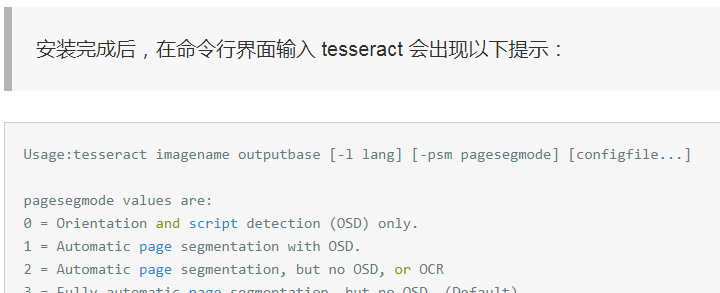 安装完成后，在命令行界面输入 tesseract 会出现以下提示：
Usage:tesseract imagename outputbase [-l lang] [-psm pagesegmode] [configfile...]
pagesegmode values are:
0 = Orientation and script detection (OSD) only.
1 = Automatic page segmentation with OSD.
2 = Automatic page segmentation, but no OSD, or OCR
3 = Fully automatic page segmentation, but no OSD. (Default)